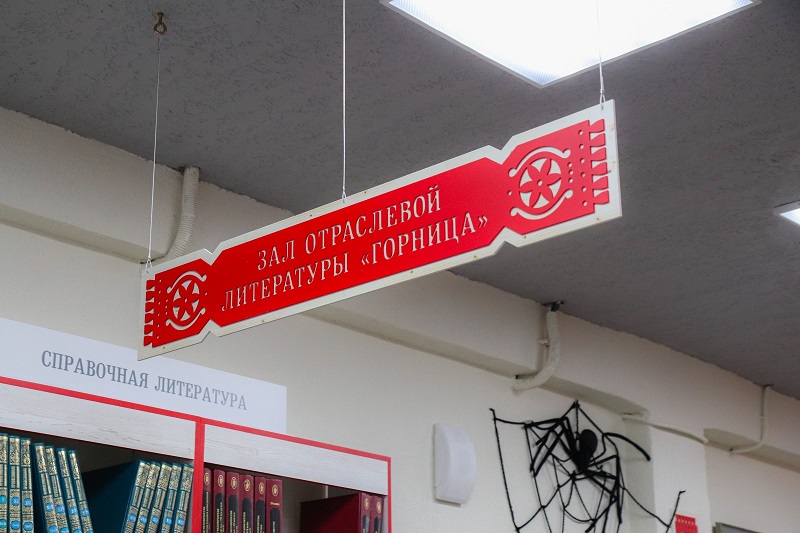 ЗАЛ ОТРАСЛЕВОЙ
ЛИТЕРАТУРЫ «ГОРНИЦА»
СПРАВОЧНАЯ ЛИТЕРАТУРА